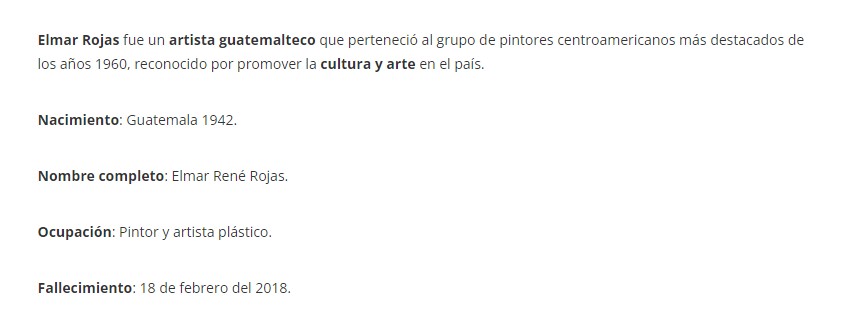 Elmar Rojas fue un artista guatemalteco que perteneció al grupo de pintores centroamericanos más destacados de
los años 1960, reconocido por promover la cultura y arte en el país.
Nacimiento: Guatemala 1942.
Nombre completo: Elmar René Rojas.
Ocupación: Pintor y artista plástico.
Fallecimiento: 18 de febrero del 2018.